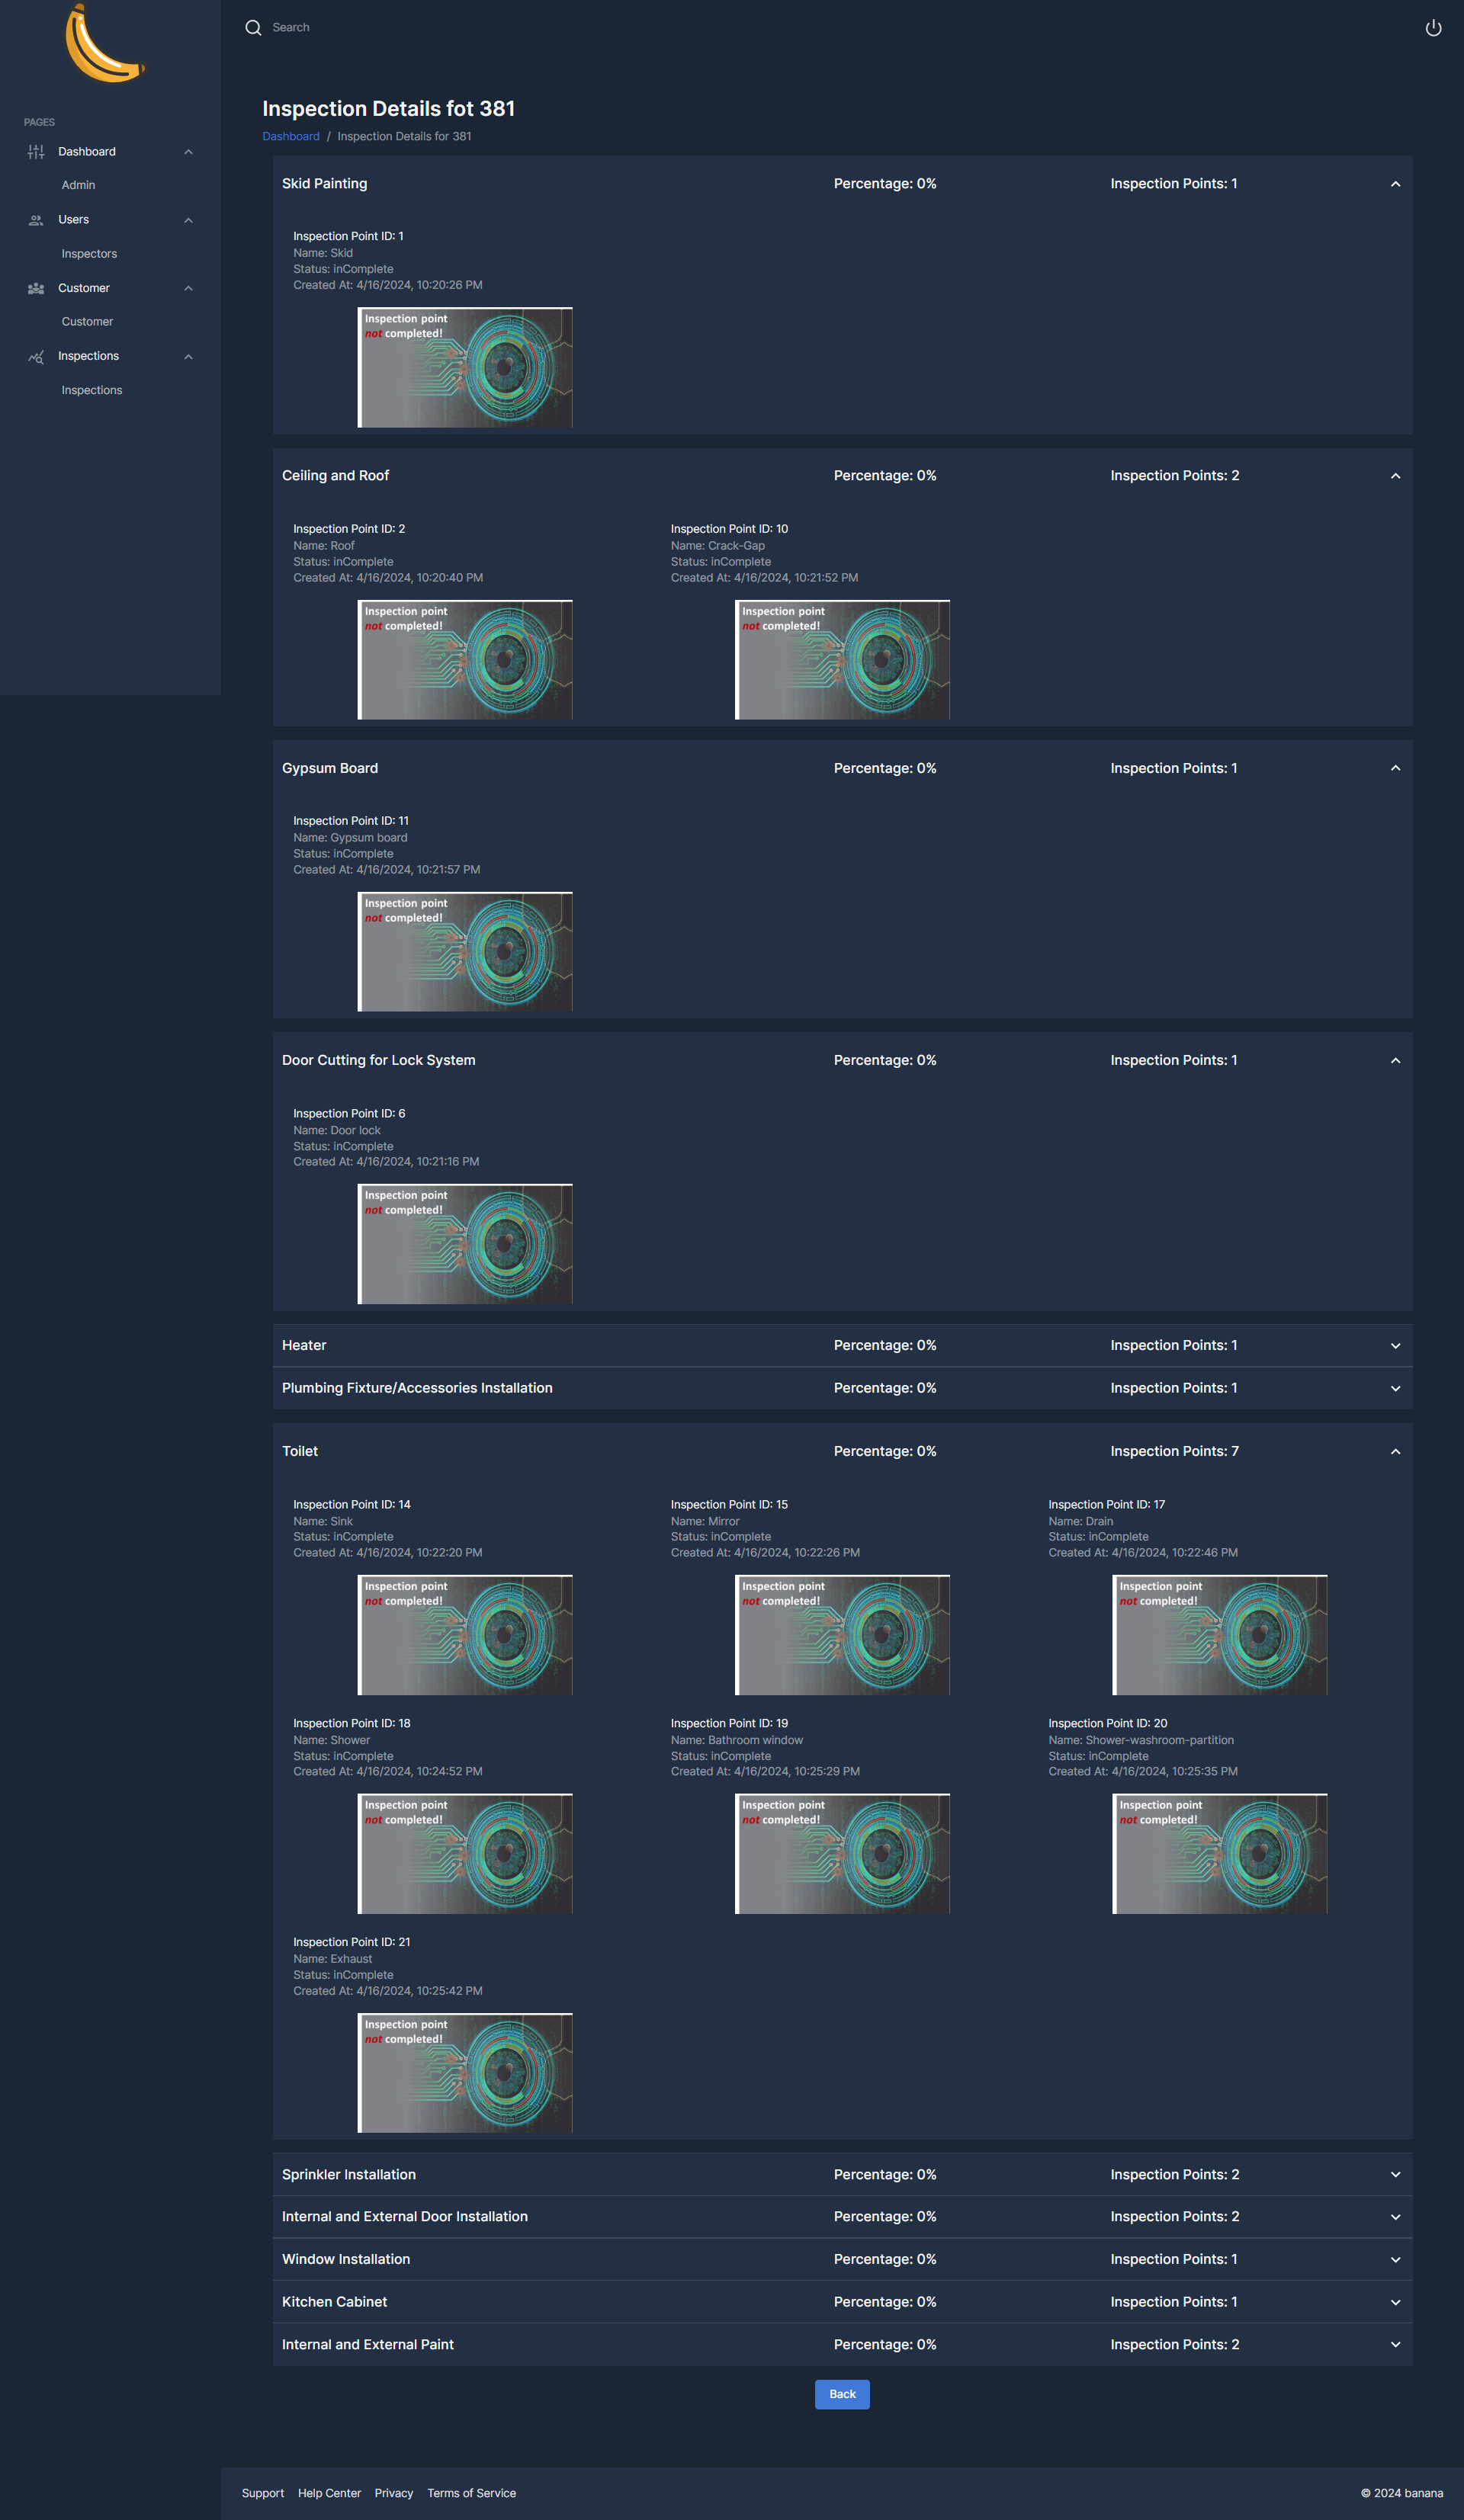 Search
PAGES
Dashboard
Admin
Users
Inspectors
Customer
Customer
Inspections
Inspections
Inspection Details fot 381
Dashboard / Inspection Details for 381
Skid Painting Percentage: 0% Inspection Points: 1
Inspection Point ID: 1
Name: Skid
Status: inComplete
Created At: 4/16/2024, 10:20:26 PM
Inspection point
not completed!
Ceiling and Roof Percentage: 0% Inspection Points: 2
Inspection Point ID: 2
Name: Roof
Status: inComplete
Created At: 4/16/2024, 10:20:40 PM
Inspection point
not completed!
Inspection Point ID: 10
Name: Crack-Gap
Status: inComplete
Created At: 4/16/2024, 10:21:52 PM
Inspection point
not completed!
Gypsum Board Percentage: 0% Inspection Points: 1
Inspection Point ID: 11
Name: Gypsum board
Status: inComplete
Created At: 4/16/2024, 10:21:57 PM
Inspection point
not completed!
Door Cutting for Lock System Percentage: 0% Inspection Points: 1
Inspection Point ID: 6
Name: Door lock
Status: inComplete
Created At: 4/16/2024, 10:21:16 PM
Inspection point
not completed!
Heater Percentage: 0% Inspection Points: 1
Plumbing Fixture/Accessories Installation Percentage: 0% Inspection Points: 1
Toilet Percentage: 0% Inspection Points: 7
Inspection Point ID: 14
Name: Sink
Status: inComplete
Created At: 4/16/2024, 10:22:20 PM
Inspection point
not completed!
Inspection Point ID: 15
Name: Mirror
Status: inComplete
Created At: 4/16/2024, 10:22:26 PM
Inspection point
not completed!
Inspection Point ID: 17
Name: Drain
Status: inComplete
Created At: 4/16/2024, 10:22:46 PM
Inspection point
not completed!
Inspection Point ID: 18
Name: Shower
Status: inComplete
Created At: 4/16/2024, 10:24:52 PM
Inspection point
not completed!
Inspection Point ID: 19
Name: Bathroom window
Status: inComplete
Created At: 4/16/2024, 10:25:29 PM
Inspection point
not completed!
Inspection Point ID: 20
Name: Shower-washroom-partition
Status: inComplete
Created At: 4/16/2024, 10:25:35 PM
Inspection point
not completed!
Inspection Point ID: 21
Name: Exhaust
Status: inComplete
Created At: 4/16/2024, 10:25:42 PM
Inspection point
not completed!
Sprinkler Installation Percentage: 0% Inspection Points: 2
Internal and External Door Installation Percentage: 0% Inspection Points: 2
Window Installation Percentage: 0% Inspection Points: 1
Kitchen Cabinet Percentage: 0% Inspection Points: 1
Internal and External Paint Percentage: 0% Inspection Points: 2
Back
Support Help Center Privacy Terms of Service © 2024 banana